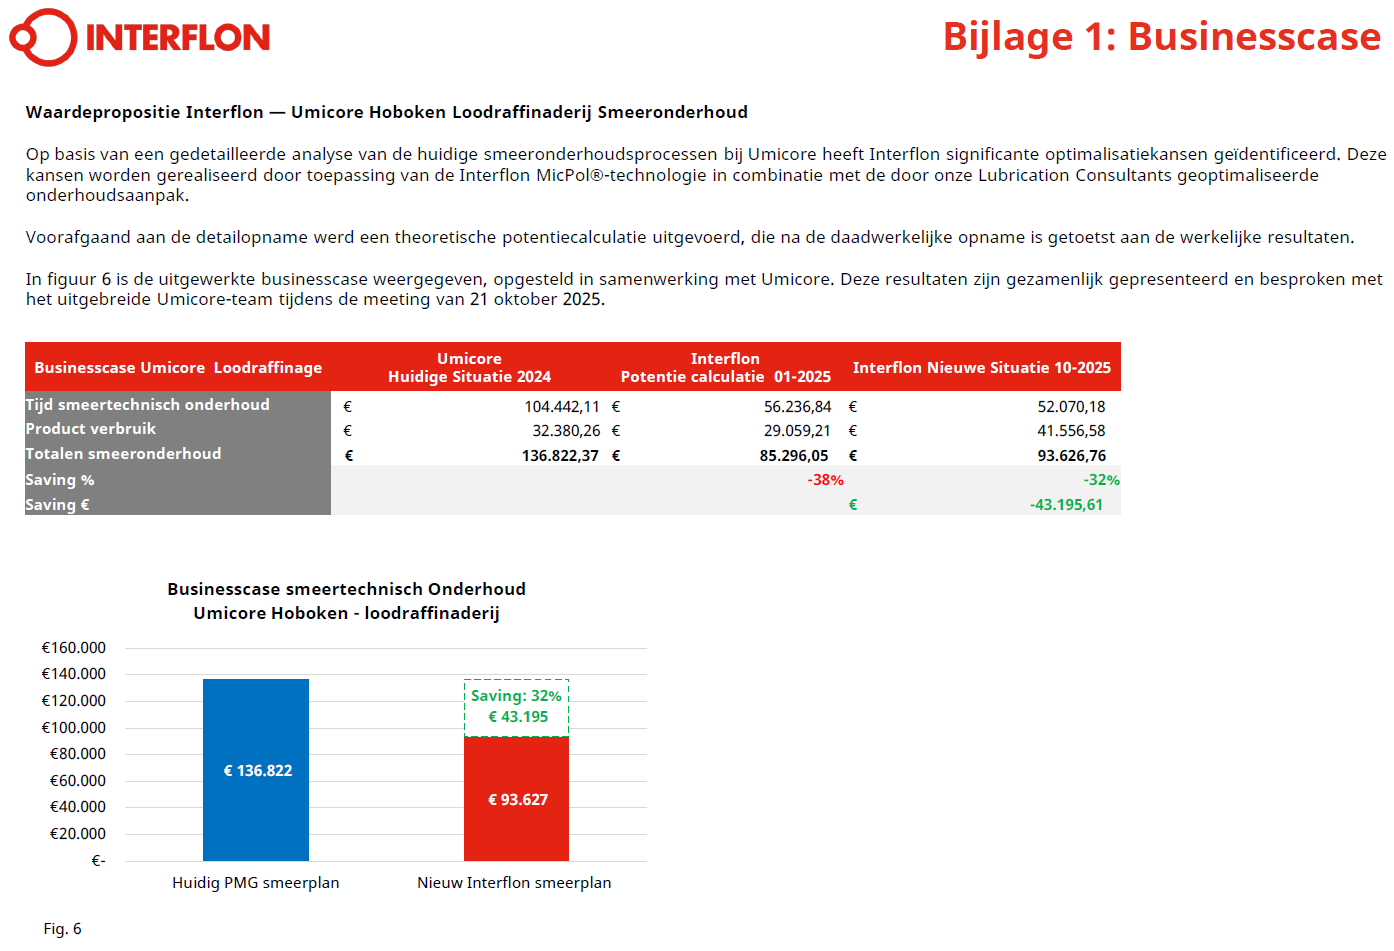 INTERFLON
Bijlage 1: Businesscase
Waardepropositie Interflon — Umicore Hoboken Loodraffinaderij Smeeronderhoud
Op basis van een gedetailleerde analyse van de huidige smeeronderhoudsprocessen bij Umicore heeft Interflon significante optimalisatiekansen geïdentificeerd. Deze
kansen worden gerealiseerd door toepassing van de Interflon MicPol®-technologie in combinatie met de door onze Lubrication Consultants geoptimaliseerde
onderhoudsaanpak.
Voorafgaand aan de detailopname werd een theoretische potentiecalculatie uitgevoerd, die na de daadwerkelijke opname is getoetst aan de werkelijke resultaten.
In figuur 6 is de uitgewerkte businesscase weergegeven, opgesteld in samenwerking met Umicore. Deze resultaten zijn gezamenlijk gepresenteerd en besproken met
het uitgebreide Umicore-team tijdens de meeting van 21 oktober 2025.
Businesscase Umicore Loodraffinage
Umicore
Huidige Situatie 2024
Interflon
Potentie calculatie 01-2025
Interflon Nieuwe Situatie 10-2025
Tijd smeertechnisch onderhoud € 104.442,11 € 56.236,84 € 52.070,18
Product verbruik € 32.380,26 € 29.059,21 € 41.556,58
Totalen smeeronderhoud € 136.822,37 € 85.296,05 € 93.626,76
Saving % -38% -32%
Saving € € -43.195,61
Businesscase smeertechnisch Onderhoud
Umicore Hoboken - loodraffinaderij
€160.000
€140.000
€120.000
€100.000
€80.000
€60.000
€40.000
€20.000
€-
€ 136.822
Saving: 32%
€ 43.195
€ 93.627
Huidig PMG smeerplan
Nieuw Interflon smeerplan
Fig. 6